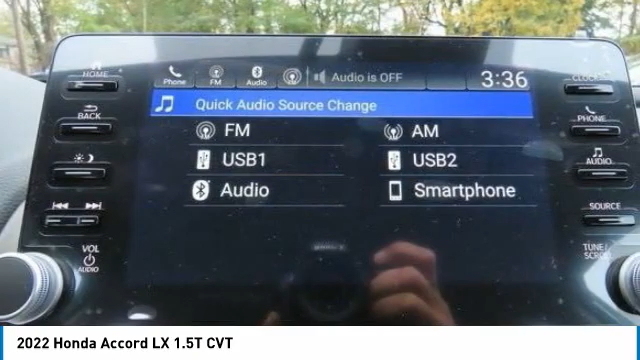 HOME
Phone FM Audio Audio is OFF 3:36
CLOCK
BACK
Quick Audio Source Change
PHONE
FM AM
USB1 USB2
AUDIO
Audio Smartphone
SOURCE
VOL
AUDIO
TUNE/
SCROLL
2022 Honda Accord LX 1.5T CVT